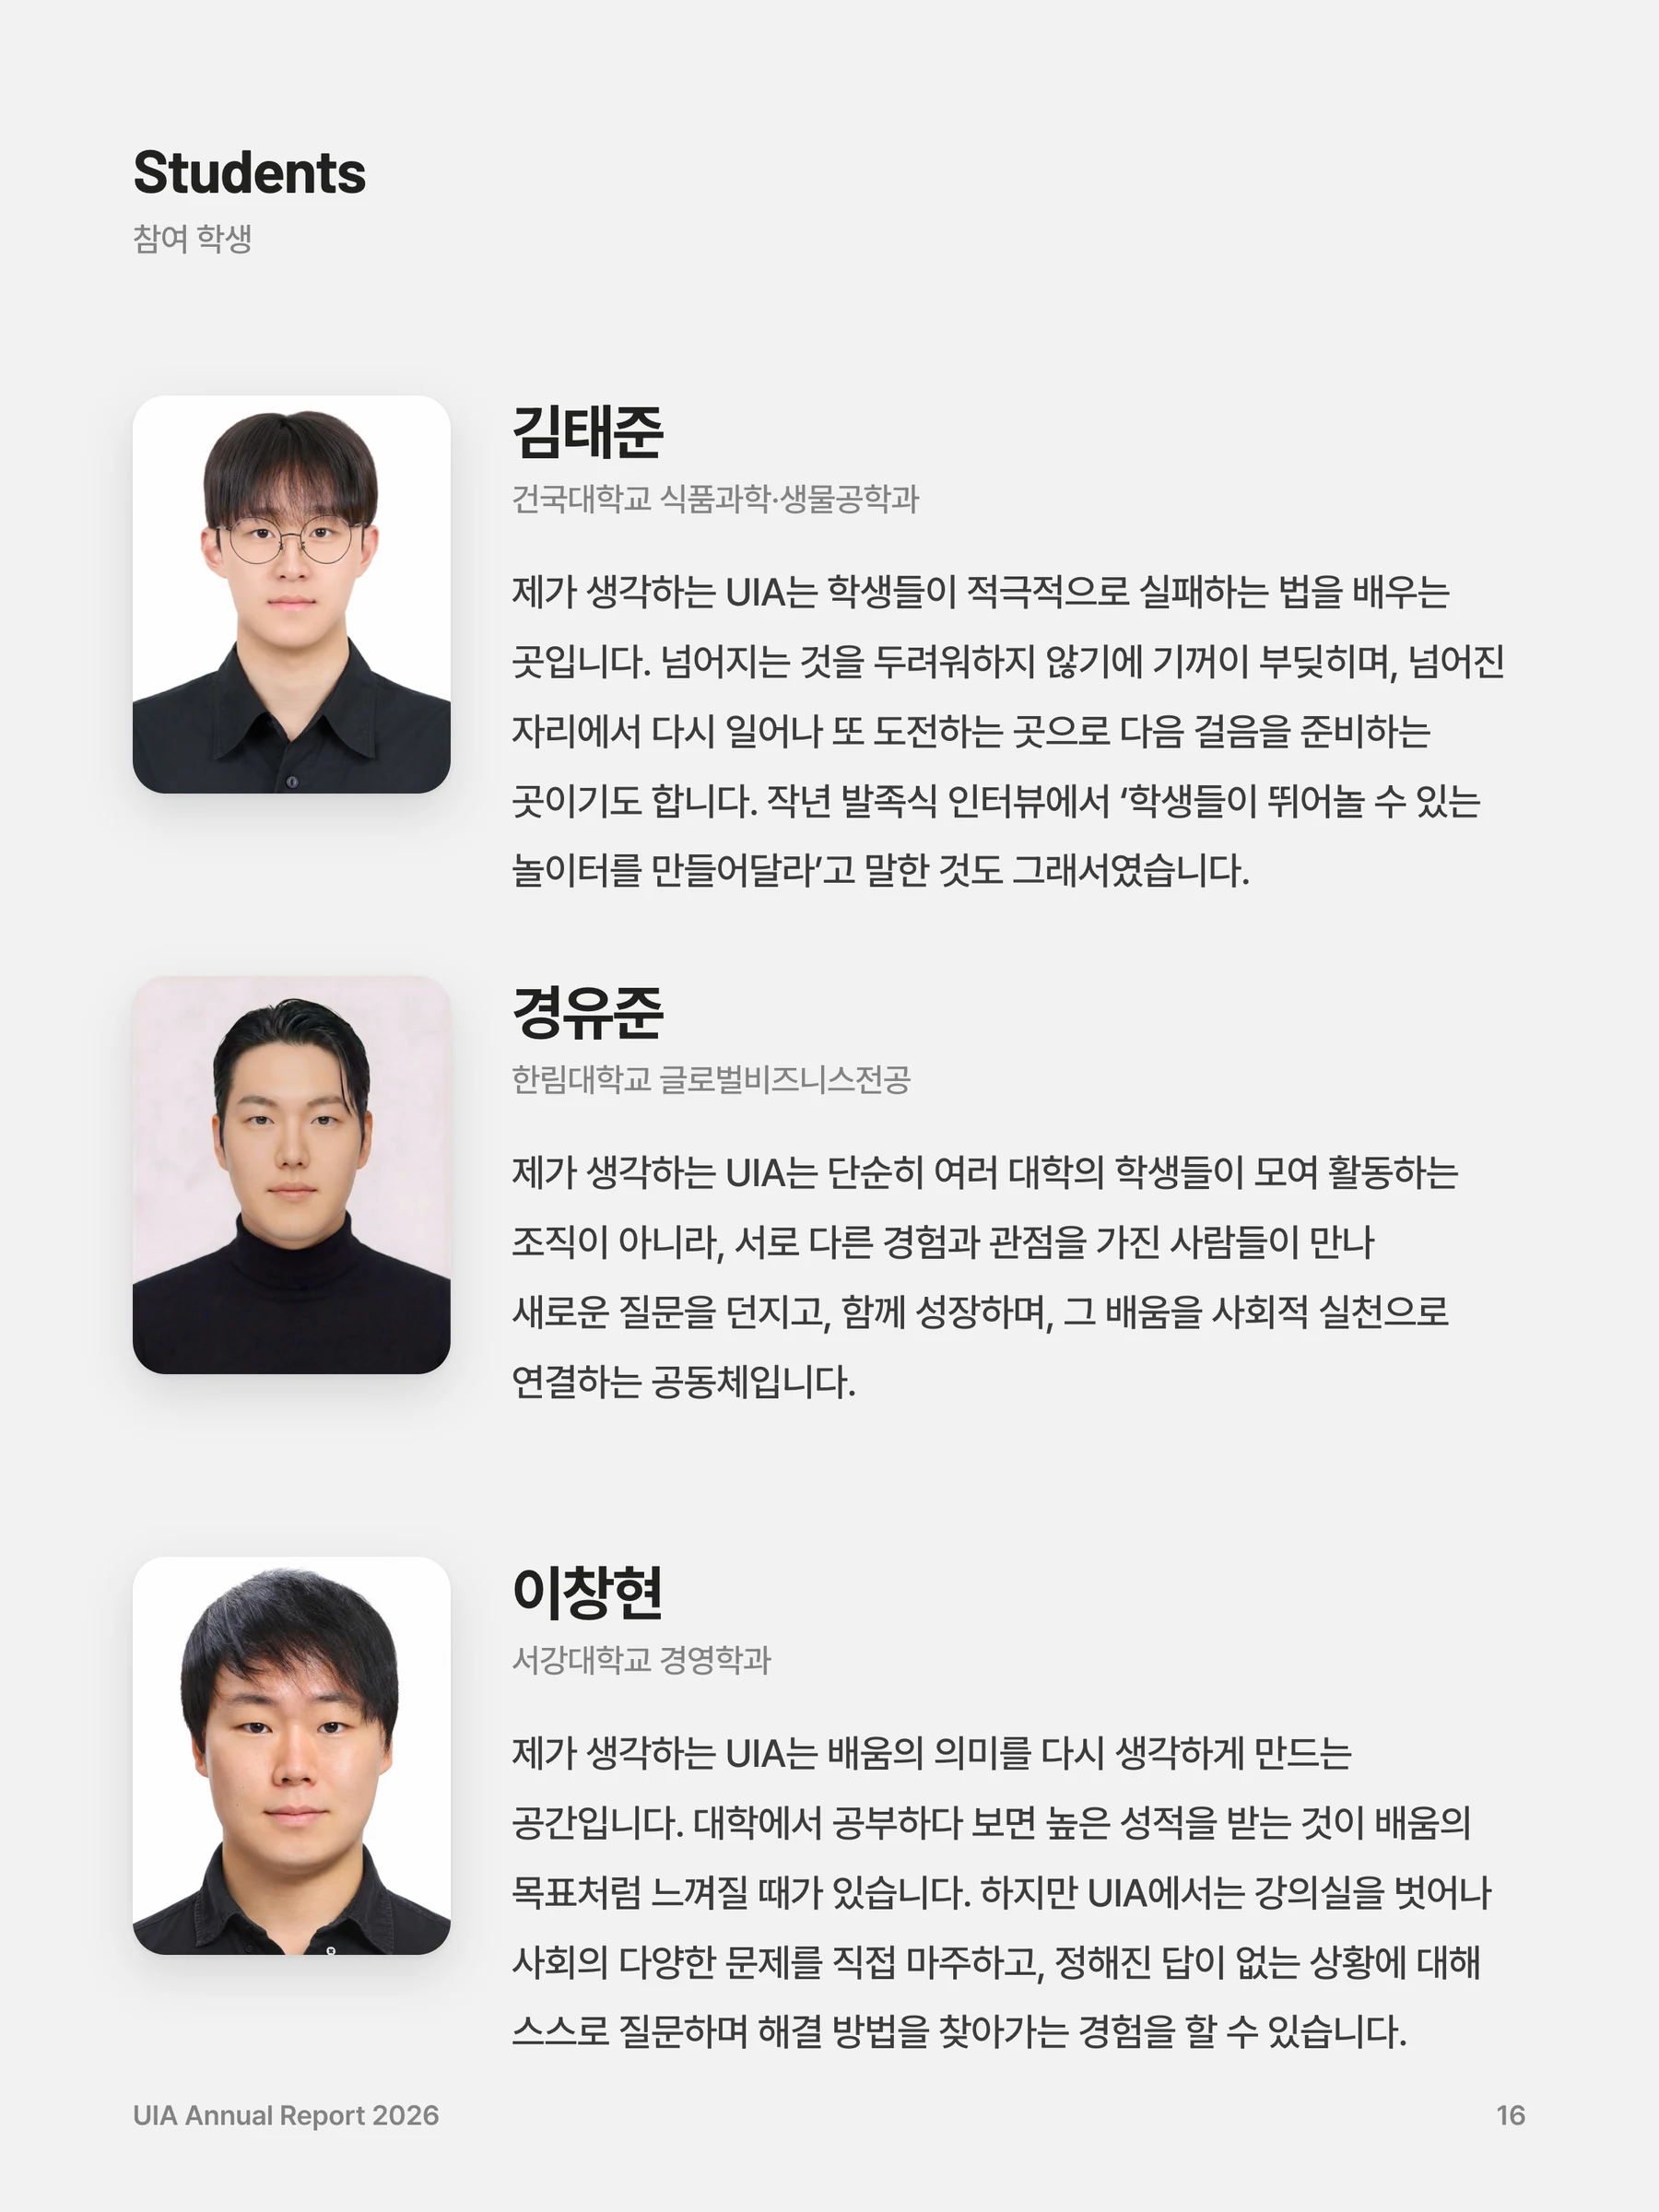 Students
참여 학생
김태준
건국대학교 식품과학·생물공학과
제가 생각하는 UIA는 학생들이 적극적으로 실패하는 법을 배우는
곳입니다. 넘어지는 것을 두려워하지 않기에 기꺼이 부딪히며, 넘어진
자리에서 다시 일어나 또 도전하는 곳으로 다음 걸음을 준비하는
곳이기도 합니다. 작년 발족식 인터뷰에서 ‘학생들이 뛰어놀 수 있는
놀이터를 만들어달라’고 말한 것도 그래서였습니다.
경유준
한림대학교 글로벌비즈니스전공
제가 생각하는 UIA는 단순히 여러 대학의 학생들이 모여 활동하는
조직이 아니라, 서로 다른 경험과 관점을 가진 사람들이 만나
새로운 질문을 던지고, 함께 성장하며, 그 배움을 사회적 실천으로
연결하는 공동체입니다.
이창현
서강대학교 경영학과
제가 생각하는 UIA는 배움의 의미를 다시 생각하게 만드는
공간입니다. 대학에서 공부하다 보면 높은 성적을 받는 것이 배움의
목표처럼 느껴질 때가 있습니다. 하지만 UIA에서는 강의실을 벗어나
사회의 다양한 문제를 직접 마주하고, 정해진 답이 없는 상황에 대해
스스로 질문하며 해결 방법을 찾아가는 경험을 할 수 있습니다.
UIA Annual Report 2026
16